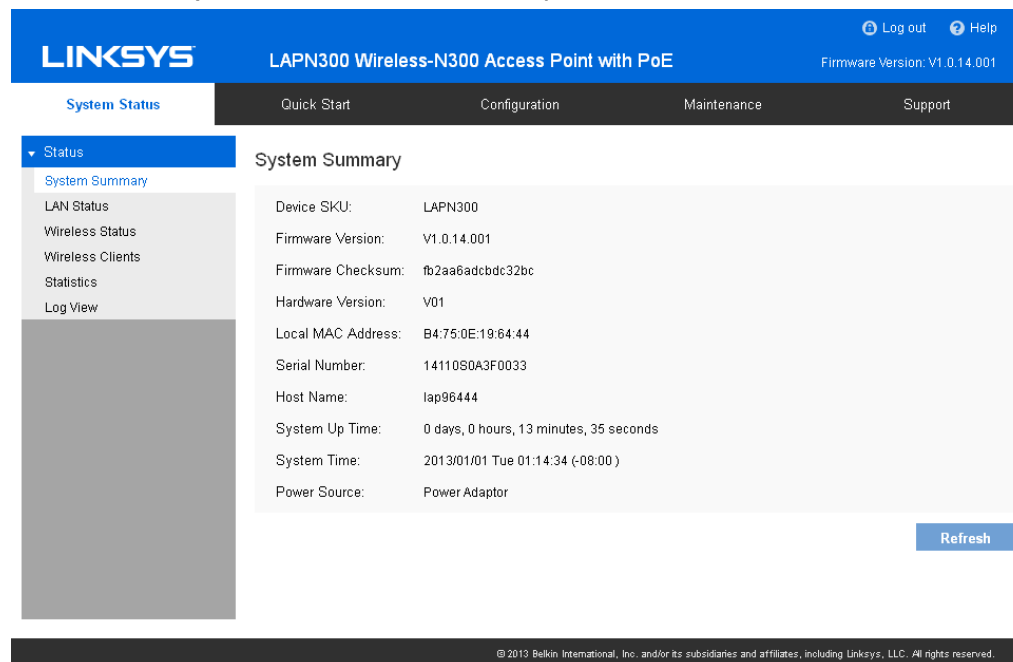 Log out Help
LINKSYS
LAPN300 Wireless-N300 Access Point with PoE
Firmware Version: V1.0.14.001
System Status Quick Start Configuration Maintenance Support
Status
System Summary
LAN Status
Wireless Status
Wireless Clients
Statistics
Log View
System Summary
Device SKU: LAPN300
Firmware Version: V1.0.14.001
Firmware Checksum: fb2aa6adcbdc32bc
Hardware Version: V01
Local MAC Address: B4:75:0E:19:64:44
Serial Number: 14110S0A3F0033
Host Name: lap96444
System Up Time: 0 days, 0 hours, 13 minutes, 35 seconds
System Time: 2013/01/01 Tue 01:14:34 (-08:00 )
Power Source: Power Adaptor
Refresh
© 2013 Belkin International, Inc. and/or its subsidiaries and affiliates, including Linksys, LLC. All rights reserved.